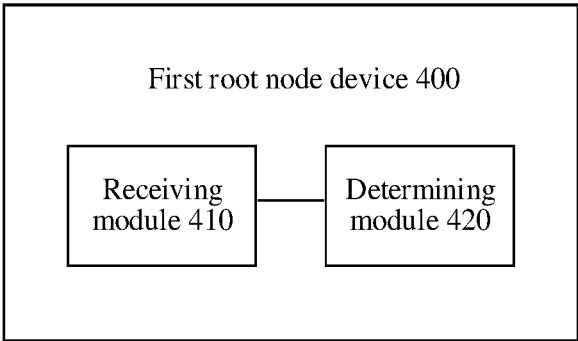 First root node device 400
Receiving
module 410
Determining
module 420